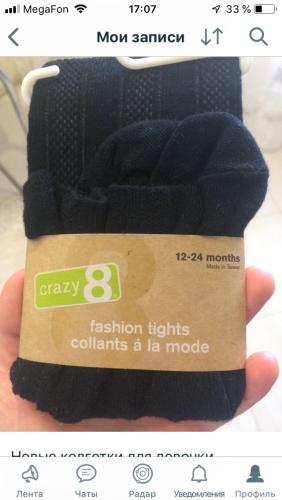 MegaFon
17:07
33 %
Мои записи
12-24 months
Made in Taiwan
crazy 8
fashion tights
collants á la mode
Новые колготки для девочки
Лента Чаты Радар Уведомления Профиль